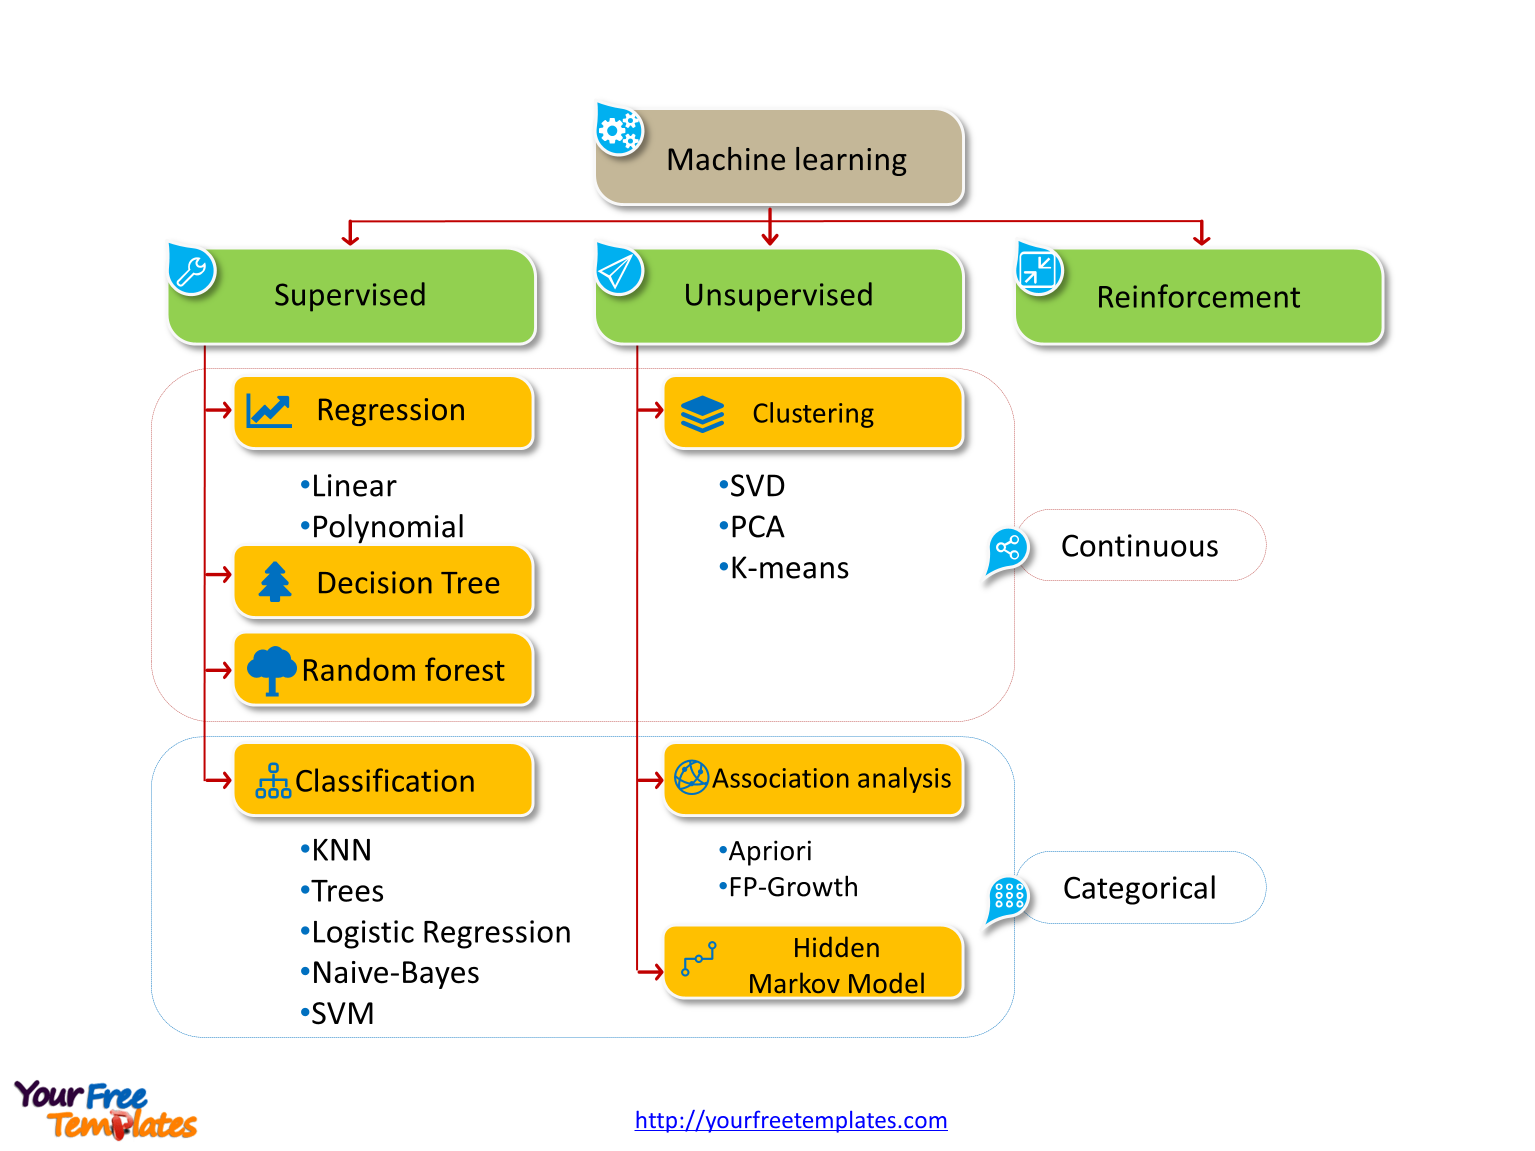 Machine learning
Supervised
Unsupervised
Reinforcement
Regression
•Linear
•Polynomial
Decision Tree
Random forest
Clustering
•SVD
•PCA
•K-means
Continuous
Classification
•KNN
•Trees
•Logistic Regression
•Naive-Bayes
•SVM
Association analysis
•Apriori
•FP-Growth
Hidden
Markov Model
Categorical
Your Free
Templates
http://yourfreetemplates.com